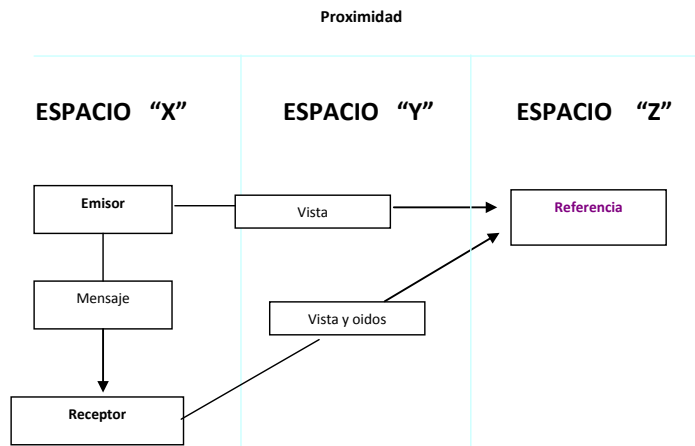 Proximidad
ESPACIO “X” ESPACIO “Y” ESPACIO “Z”
Emisor
Vista
Referencia
Mensaje
Vista y oidos
Receptor